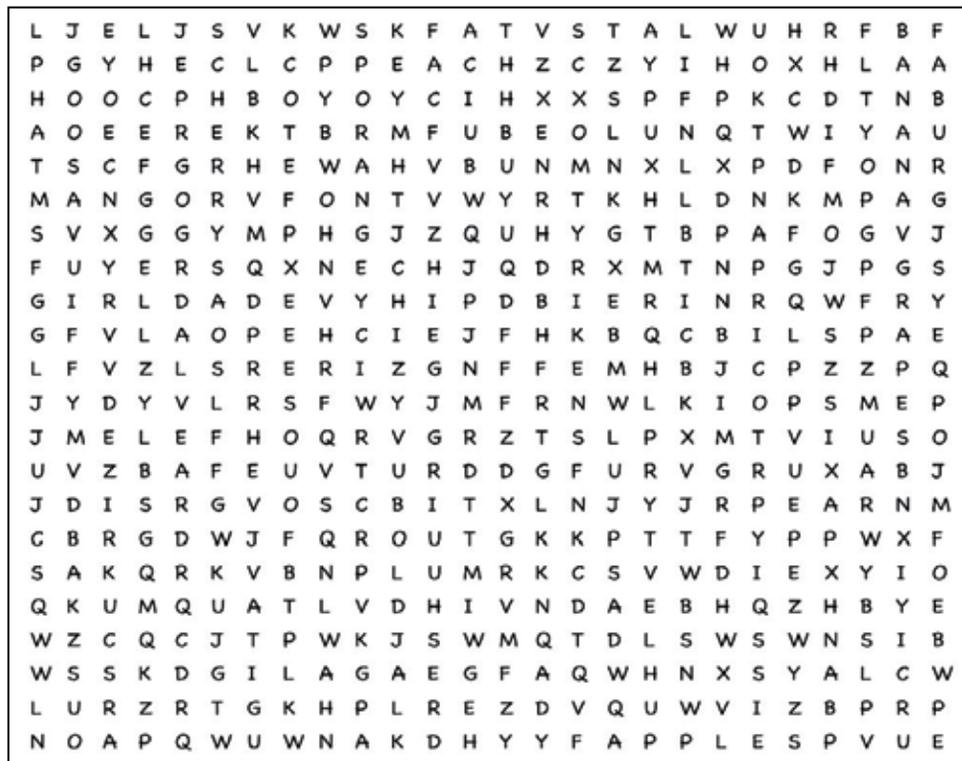 L J E L J S V K W S K F A T V S T A L W U H R F B F
P G Y H E C L C P P E A C H Z C Z Y I H O X H L A A
H O O C P H B O Y O Y C I H X X S P F P K C D T N B
A O E E R E K T B R M F U B E O L U N Q T W I Y A U
T S C F G R H E W A H V B U N M N X L X P D F O N R
M A N G O R V F O N T V W Y R T K H L D N K M P A G
S V X G G Y M P H G J Z Q U H Y G T B P A F O G V J
F U Y E R S Q X N E C H J Q D R X M T N P G J P G S
G I R L D A D E V Y H I P D B I E R I N R Q W F R Y
G F V L A O P E H C I E J F H K B Q C B I L S P A E
L F V Z L S R E R I Z G N F F E M H B J C P Z Z P Q
J Y D Y V L R S F W Y J M F R N W L K I O P S M E P
J M E L E F H O Q R V G R Z T S L P X M T V I U S O
U V Z B A F E U V T U R D D G F U R V G R U X A B J
J D I S R G V O S C B I T X L N J Y J R P E A R N M
C B R G D W J F Q R O U T G K K P T T F Y P P W X F
S A K Q R K V B N P L U M R K C S V W D I E X Y I O
Q K U M Q U A T L V D H I V N D A E B H Q Z H B Y E
W Z C Q C J T P W K J S W M Q T D L S W S W N S I B
W S S K D G I L A G A E G F A Q W H N X S Y A L C W
L U R Z R T G K H P L R E Z D V Q U W V I Z B P R P
N O A P Q W U W N A K D H Y Y F A P P L E S P V U E